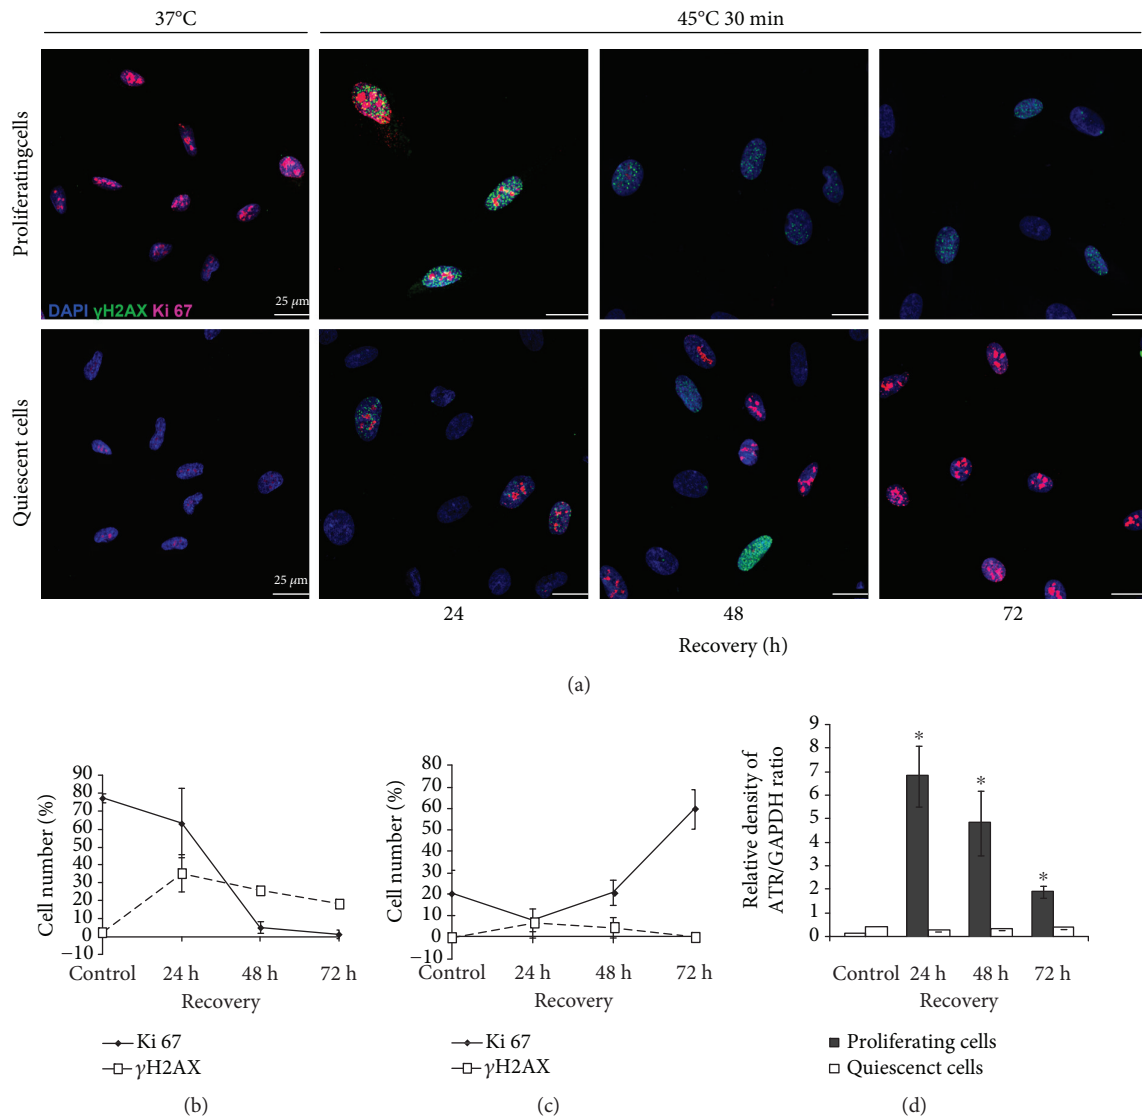 37°C
45°C 30 min
Proliferatingcells
DAPI γH2AX Ki 67
25 μm
Quiescent cells
25 μm
24
48
72
Recovery (h)
(a)
Cell number (%)
90
80
70
60
50
40
30
20
10
0
−10
Control
24 h
48 h
72 h
Recovery
Ki 67
γH2AX
(b)
Cell number (%)
80
70
60
50
40
30
20
10
0
−10
Control
24 h
48 h
72 h
Recovery
Ki 67
γH2AX
(c)
Relative density of
ATR/GAPDH ratio
9
8
7
6
5
4
3
2
1
0
*
*
*
Control
24 h
48 h
72 h
Recovery
Proliferating cells
Quiescenct cells
(d)